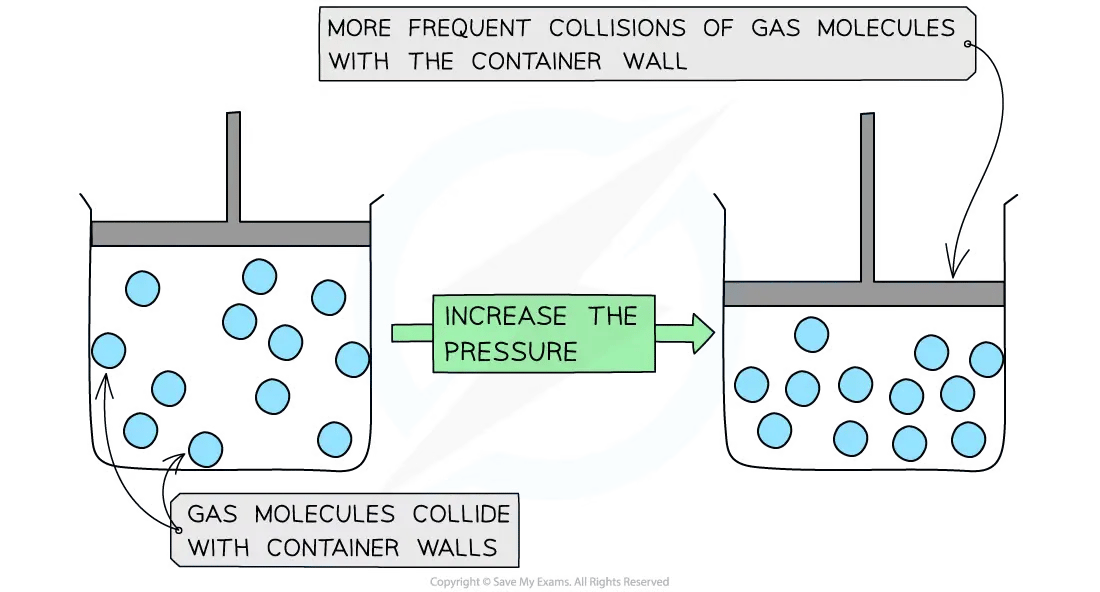 MORE FREQUENT COLLISIONS OF GAS MOLECULES
WITH THE CONTAINER WALL
INCREASE THE
PRESSURE
GAS MOLECULES COLLIDE
WITH CONTAINER WALLS
Copyright © Save My Exams. All Rights Reserved